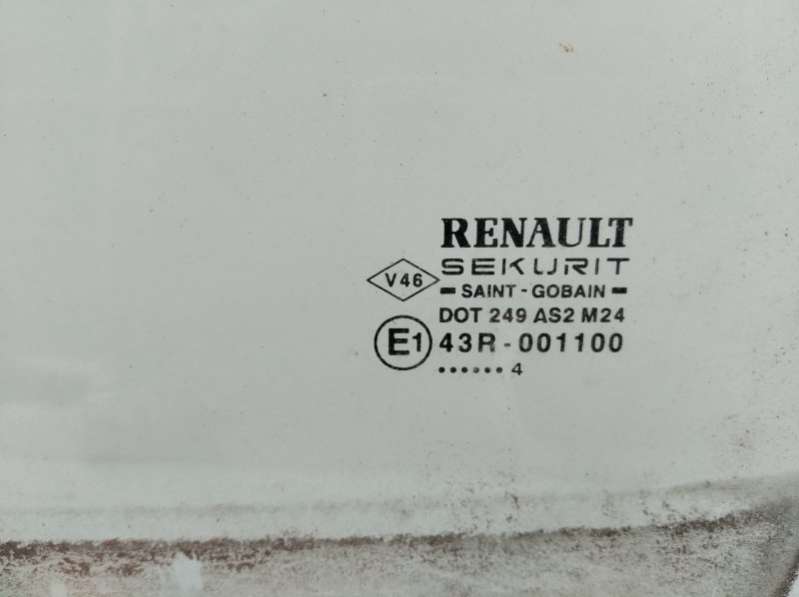 RENAULT
SEKURIT
V46
SAINT - GOBAIN
DOT 249 AS2 M24
E1 43R - 001100
...... 4